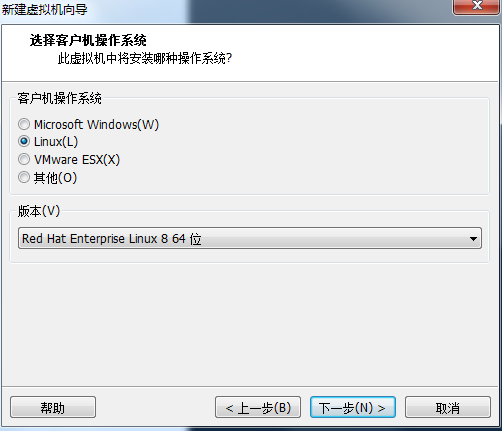 新建虚拟机向导
选择客户机操作系统
此虚拟机中将安装哪种操作系统?
客户机操作系统
Microsoft Windows(W)
Linux(L)
VMware ESX(X)
其他(O)
版本(V)
Red Hat Enterprise Linux 8 64 位
帮助
< 上一步(B)
下一步(N) >
取消